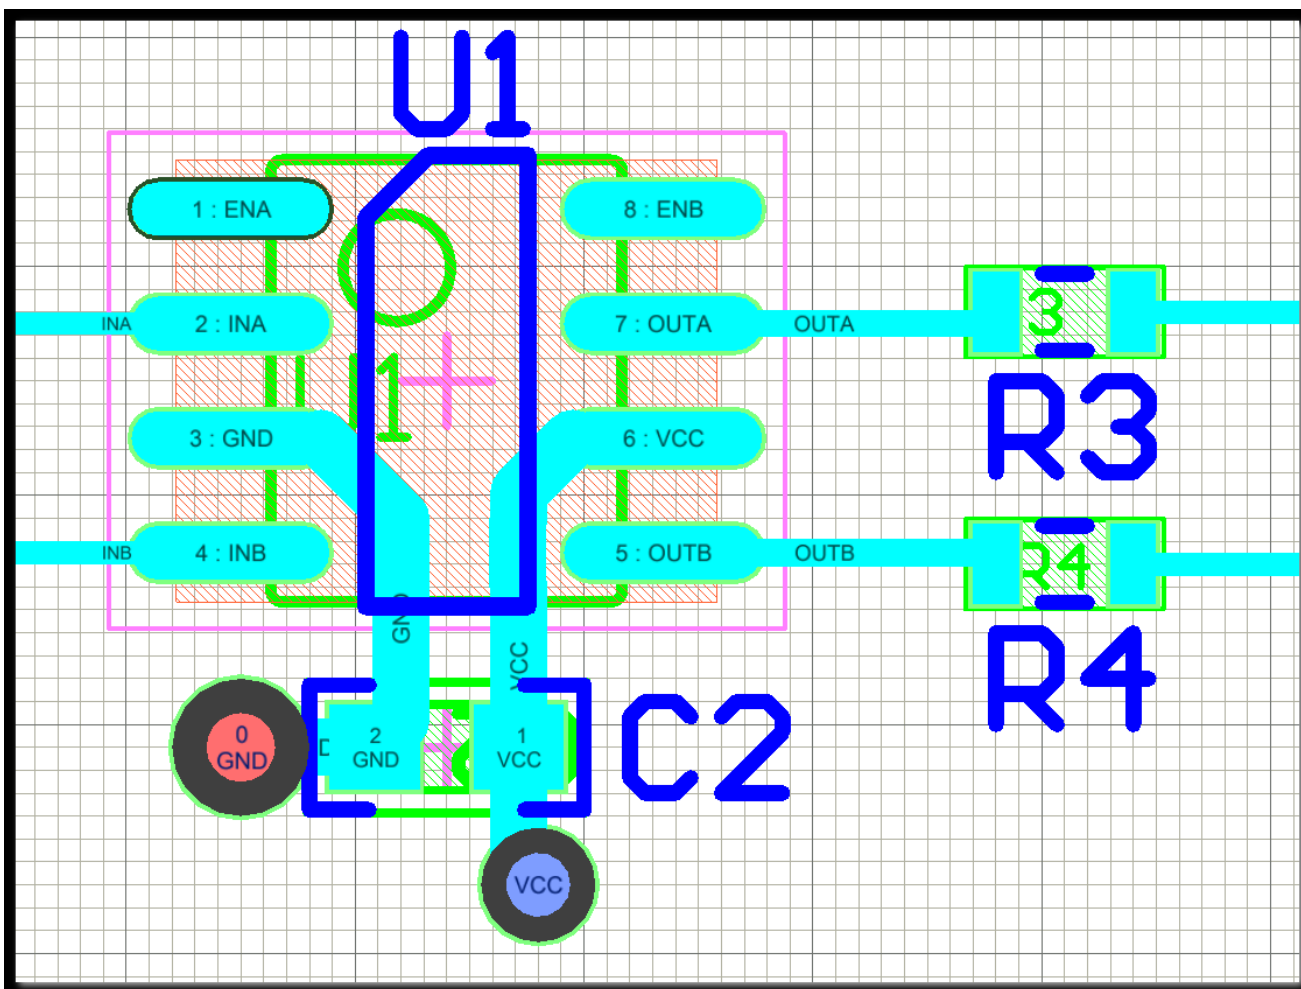 U1
1 : ENA
8 : ENB
INA
2 : INA
7 : OUTA
OUTA
3
R3
1
3 : GND
6 : VCC
INB
4 : INB
5 : OUTB
OUTB
R4
R4
GND
VCC
0
GND
D
2
GND
1
VCC
C2
VCC